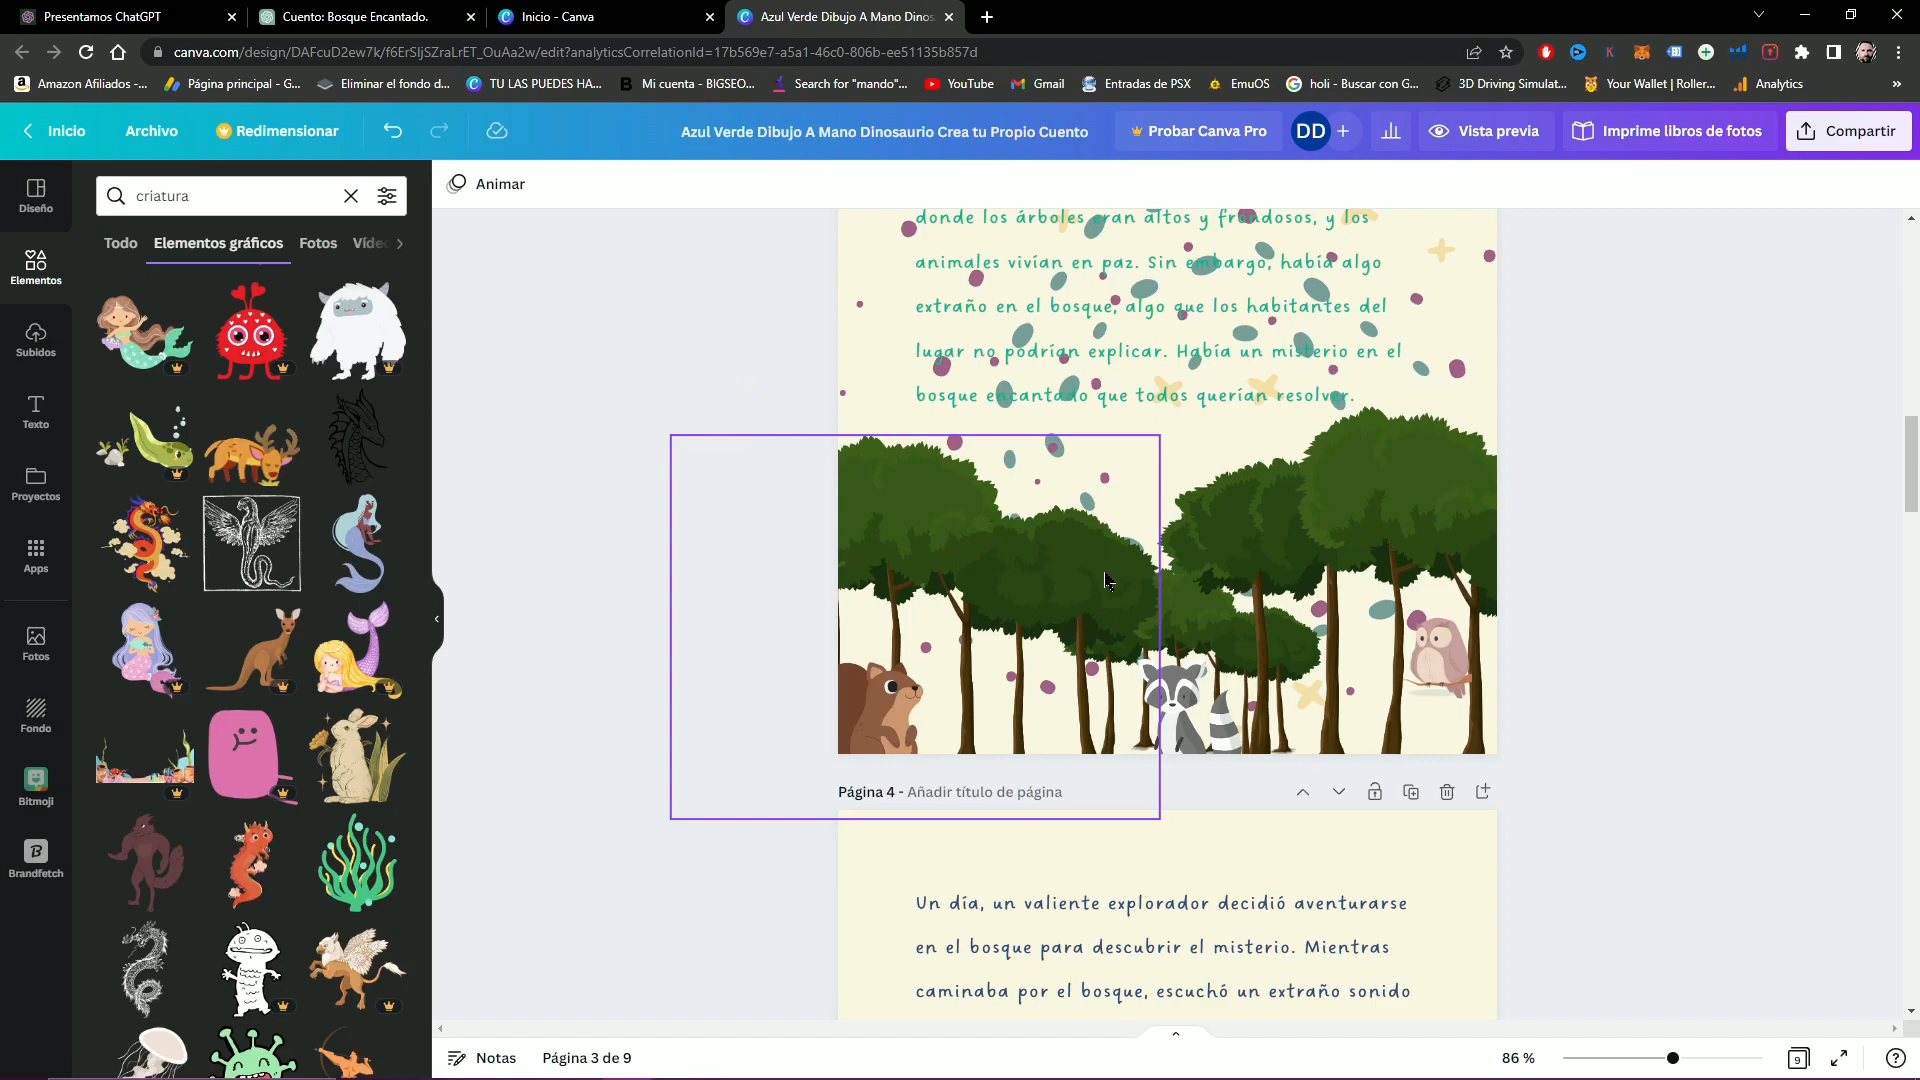 Presentamos ChatGPT
Cuento: Bosque Encantado.
Inicio - Canva
Azul Verde Dibujo A Mano Dinos
canva.com/design/DAFcuD2ew7k/f6ErSljSZraLrET_OuAa2w/edit?analyticsCorrelationId=17b569e7-a5a1-46c0-806b-ee51135b857d
Amazon Afiliados -...
Página principal - G...
Eliminar el fondo d...
TU LAS PUEDES HA...
Mi cuenta - BIGSEO...
Search for "mando"...
YouTube
Gmail
Entradas de PSX
EmuOS
holi - Buscar con G...
3D Driving Simulat...
Your Wallet | Roller...
Analytics
»
Inicio
Archivo
Redimensionar
Azul Verde Dibujo A Mano Dinosaurio Crea tu Propio Cuento
Probar Canva Pro
DD
Vista previa
Imprime libros de fotos
Compartir
Diseño
Elementos
Subidos
Texto
Proyectos
Apps
Fotos
Fondo
Bitmoji
Brandfetch
criatura
Todo
Elementos gráficos
Fotos
Víde
Animar
donde los árboles eran altos y frondosos, y los
animales vivían en paz. Sin embargo, había algo
extraño en el bosque, algo que los habitantes del
lugar no podrían explicar. Había un misterio en el
bosque encantado que todos querían resolver.
Página 4 - Añadir título de página
Un día, un valiente explorador decidió aventurarse
en el bosque para descubrir el misterio. Mientras
caminaba por el bosque, escuchó un extraño sonido
Notas
Página 3 de 9
86 %
9